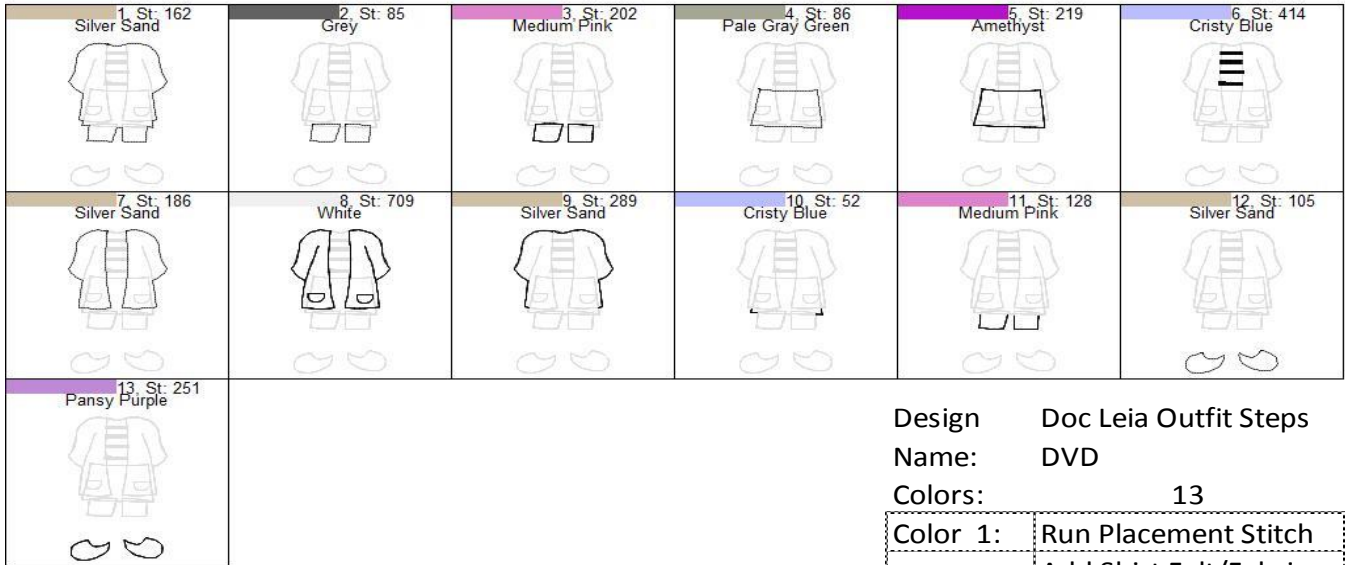 1, St: 162
Silver Sand
2, St: 85
Grey
3, St: 202
Medium Pink
4, St: 86
Pale Gray Green
5, St: 219
Amethyst
6, St: 414
Cristy Blue
7, St: 186
Silver Sand
8, St: 709
White
9, St: 289
Silver Sand
10, St: 52
Cristy Blue
11, St: 128
Medium Pink
12, St: 105
Silver Sand
13, St: 251
Pansy Purple
Design Doc Leia Outfit Steps
Name: DVD
Colors: 13
Color 1: Run Placement Stitch